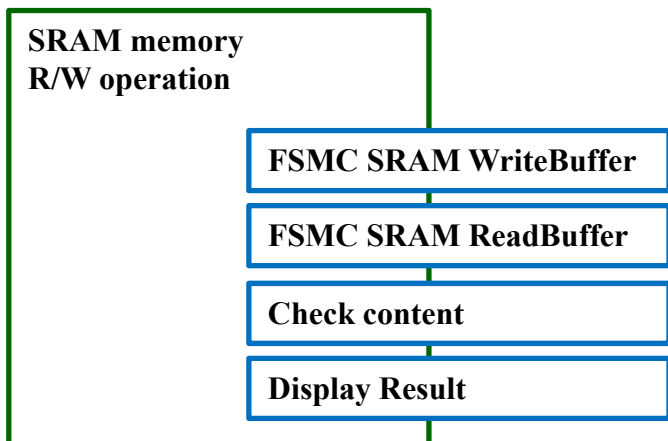 SRAM memory
R/W operation
FSMC SRAM WriteBuffer
FSMC SRAM ReadBuffer
Check content
Display Result